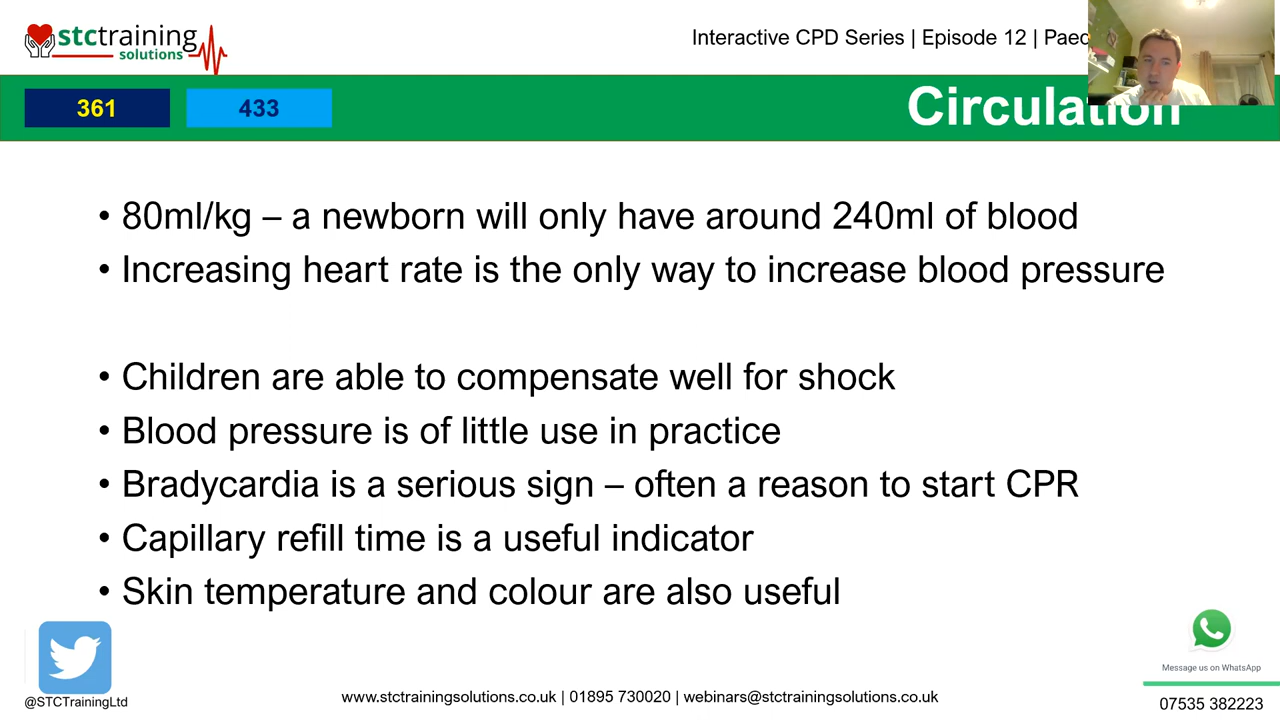 stctraining
solutions
Interactive CPD Series | Episode 12 |
361
433
Circulation
• 80ml/kg – a newborn will only have around 240ml of blood
• Increasing heart rate is the only way to increase blood pressure
• Children are able to compensate well for shock
• Blood pressure is of little use in practice
• Bradycardia is a serious sign – often a reason to start CPR
• Capillary refill time is a useful indicator
• Skin temperature and colour are also useful
@STCTrainingLtd
www.stctrainingsolutions.co.uk | 01895 730020 | webinars@stctrainingsolutions.co.uk
Message us on WhatsApp
07535 382223